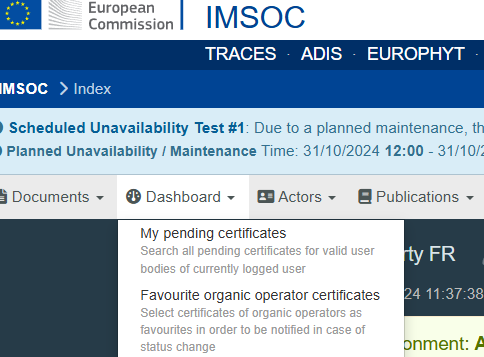 European
Commission
IMSOC
TRACES · ADIS · EUROPHYT ·
IMSOC > Index
Scheduled Unavailability Test #1: Due to a planned maintenance, th
Planned Unavailability / Maintenance Time: 31/10/2024 12:00 - 31/10/2
Documents Dashboard Actors Publications
My pending certificates
Search all pending certificates for valid user
bodies of currently logged user
rty FR
Favourite organic operator certificates
24 11:37:38
Select certificates of organic operators as
favourites in order to be notified in case of
status change
onment: A